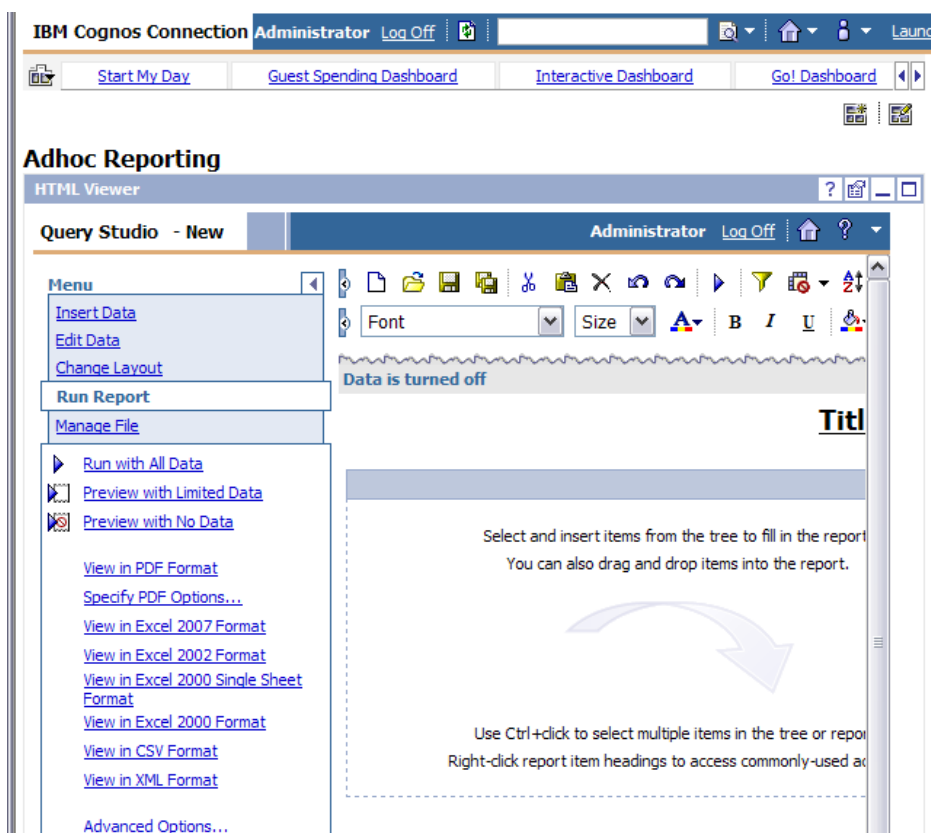 IBM Cognos Connection Administrator Log Off
Start My Day Guest Spending Dashboard Interactive Dashboard Go! Dashboard
Adhoc Reporting
HTML Viewer ?
Query Studio - New Administrator Log Off ?
Menu
Insert Data
Edit Data
Change Layout
Run Report
Manage File
Run with All Data
Preview with Limited Data
Preview with No Data
View in PDF Format
Specify PDF Options...
View in Excel 2007 Format
View in Excel 2002 Format
View in Excel 2000 Single Sheet
Format
View in Excel 2000 Format
View in CSV Format
View in XML Format
Advanced Options...
Font Size A B I U
Data is turned off
Titl
Select and insert items from the tree to fill in the report
You can also drag and drop items into the report.
Use Ctrl+click to select multiple items in the tree or repor
Right-click report item headings to access commonly-used